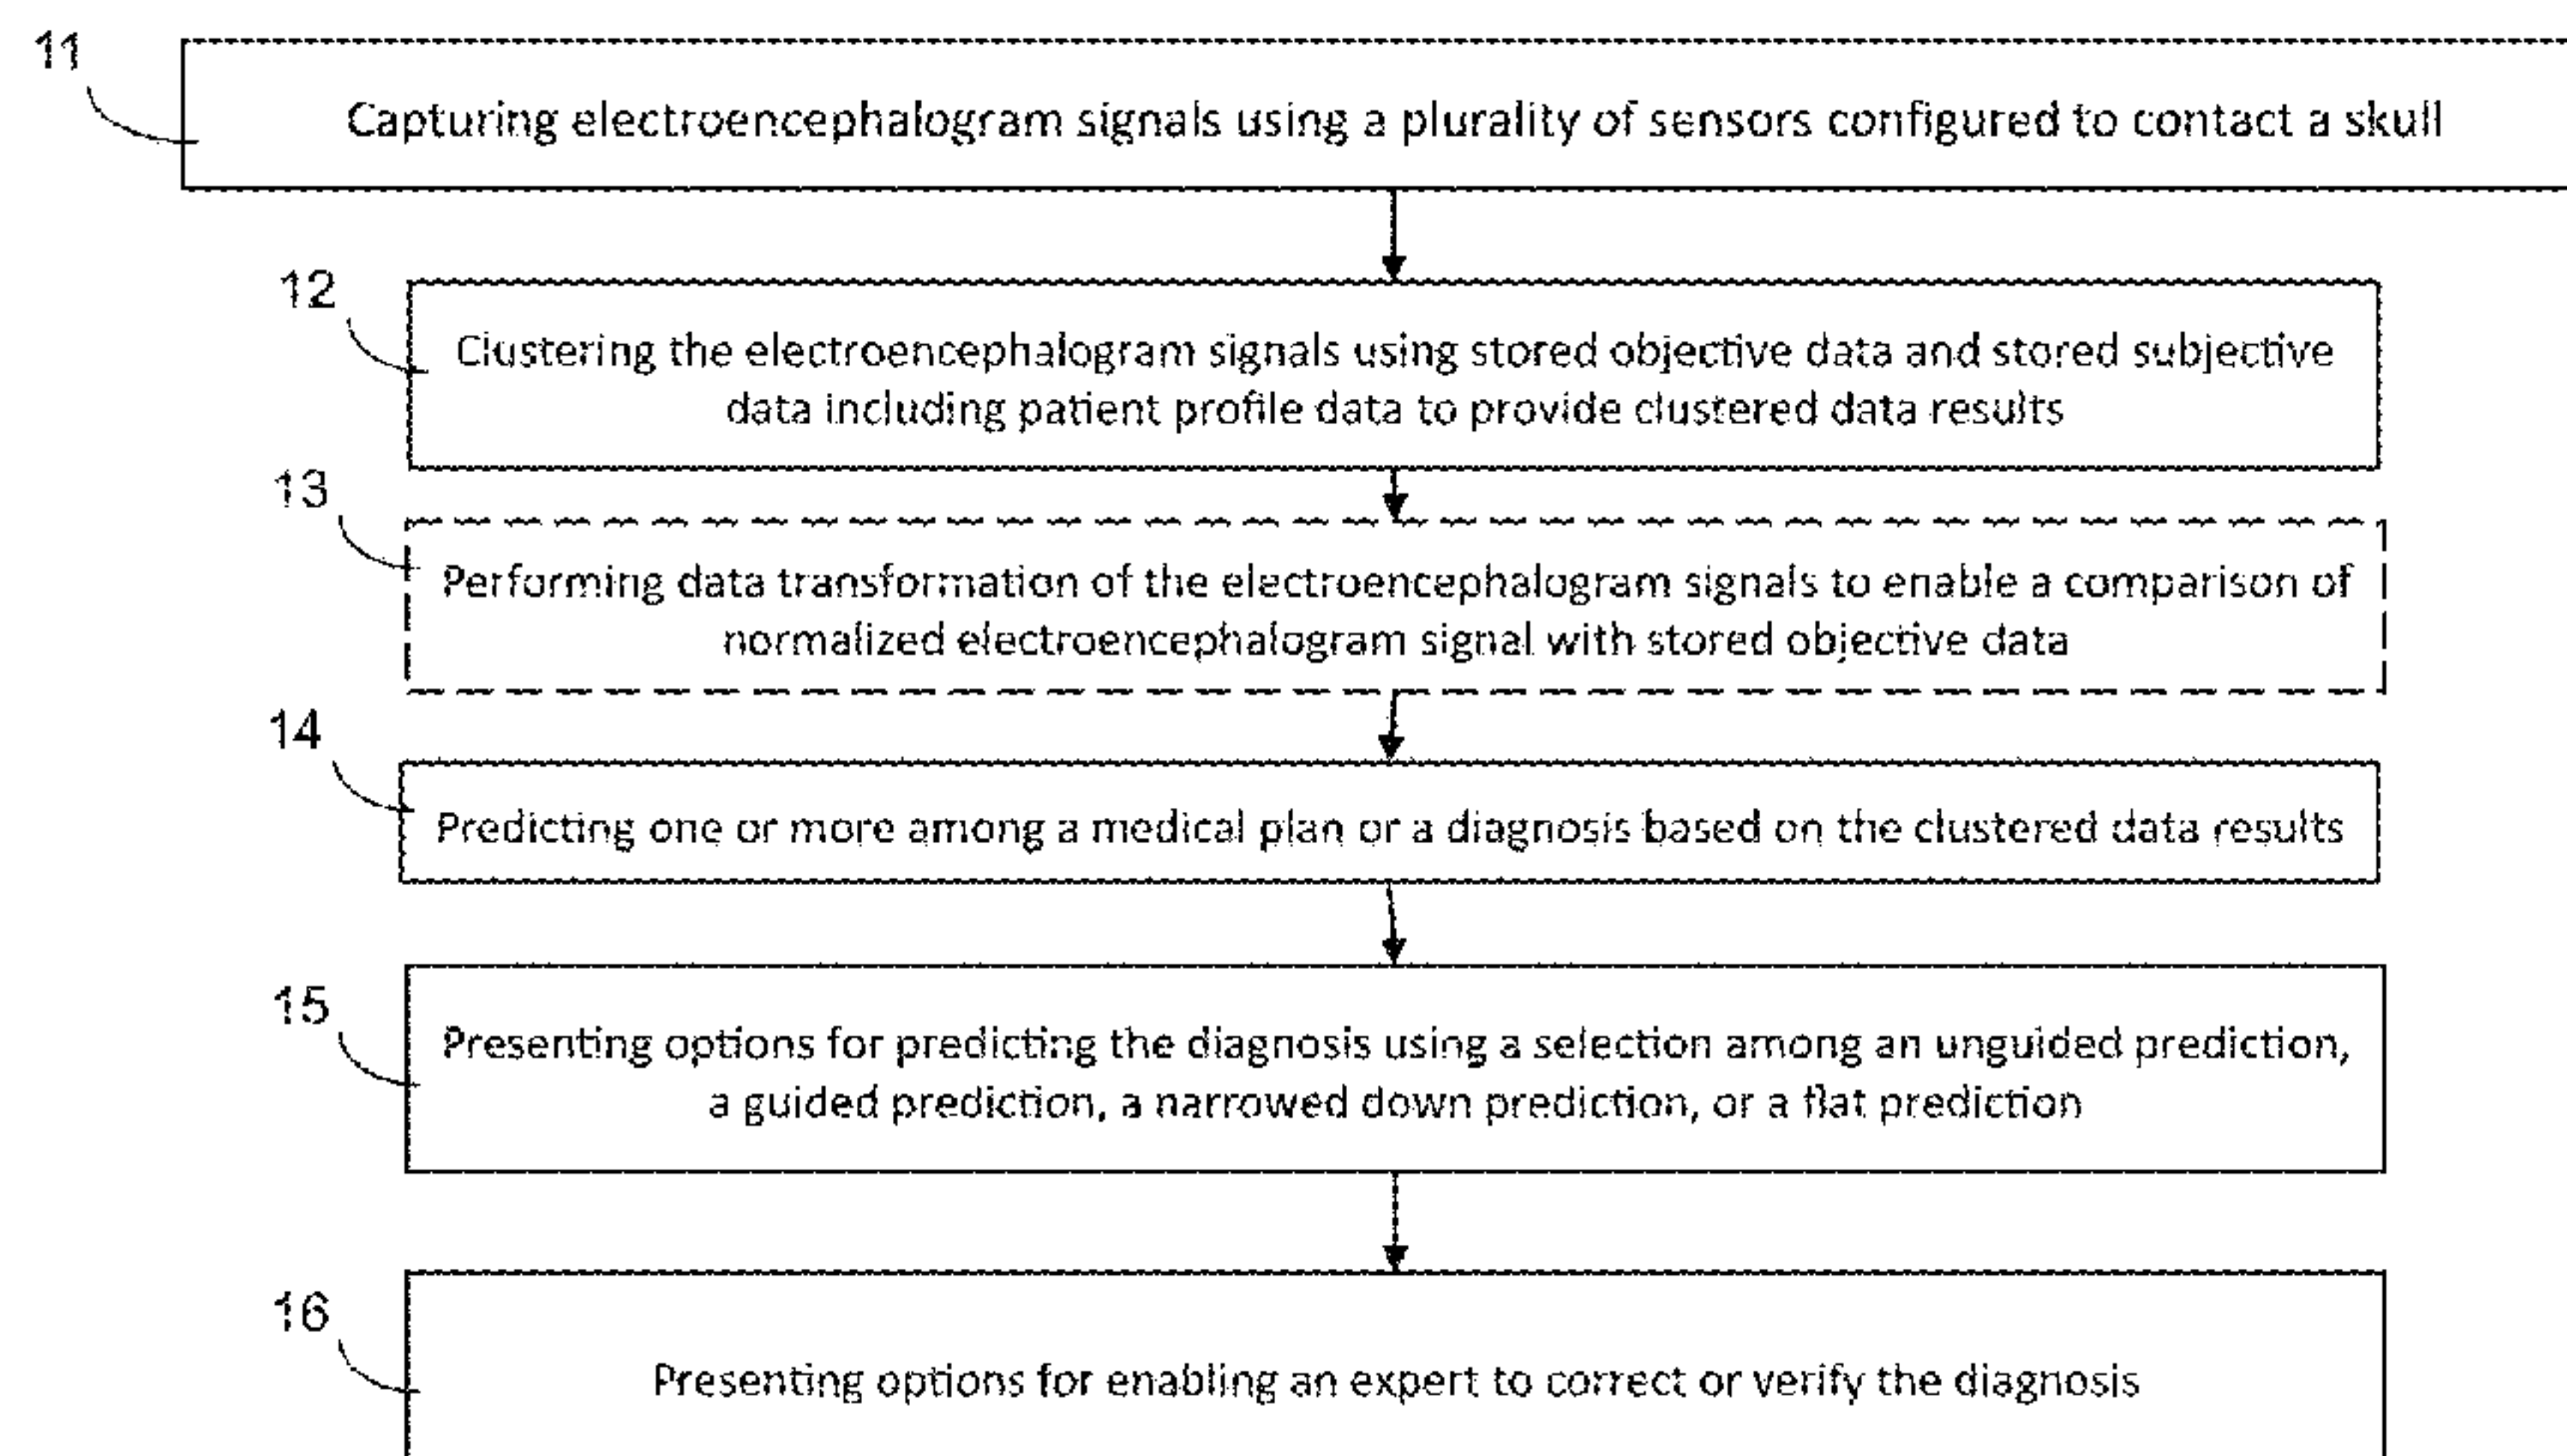 11
Capturing electroencephalogram signals using a plurality of sensors configured to contact a skull
12
Clustering the electroencephalogram signals using stored objective data and stored subjective
data including patient profile data to provide clustered data results
13
Performing data transformation of the electroencephalogram signals to enable a comparison of
normalized electroencephalogram signal with stored objective data
14
Predicting one or more among a medical plan or a diagnosis based on the clustered data results
15
Presenting options for predicting the diagnosis using a selection among an unguided prediction,
a guided prediction, a narrowed down prediction, or a flat prediction
16
Presenting options for enabling an expert to correct or verify the diagnosis